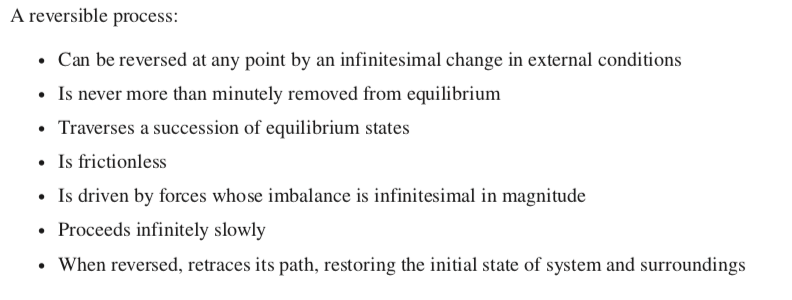 A reversible process:
• Can be reversed at any point by an infinitesimal change in external conditions
• Is never more than minutely removed from equilibrium
• Traverses a succession of equilibrium states
• Is frictionless
• Is driven by forces whose imbalance is infinitesimal in magnitude
• Proceeds infinitely slowly
• When reversed, retraces its path, restoring the initial state of system and surroundings